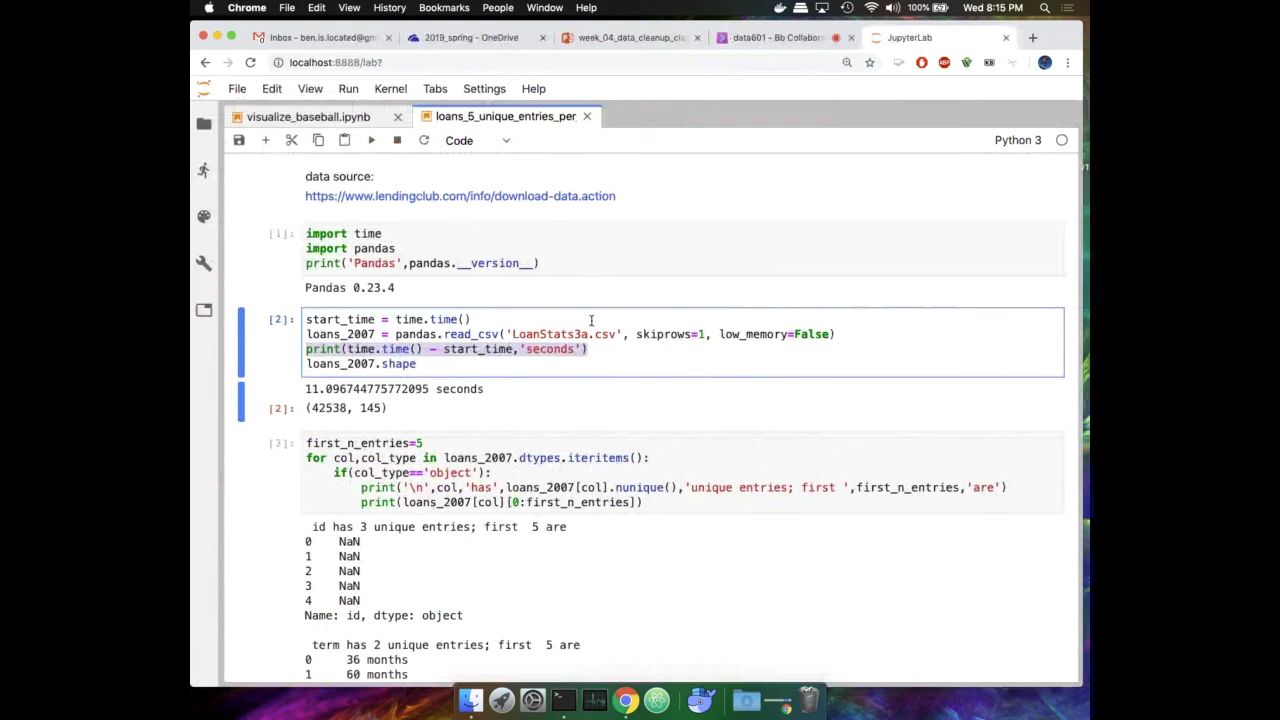 Chrome File Edit View History Bookmarks People Window Help 100% Wed 8:15 PM
Inbox - ben.is.located@gm 2019_spring - OneDrive week_04_data_cleanup_cla data601 - Bb Collabora JupyterLab
localhost:8888/lab?
File Edit View Run Kernel Tabs Settings Help
visualize_baseball.ipynb loans_5_unique_entries_per_
Code Python 3
data source:
https://www.lendingclub.com/info/download-data.action
[1]: import time
import pandas
print('Pandas',pandas.__version__)
Pandas 0.23.4
[2]: start_time = time.time()
loans_2007 = pandas.read_csv('LoanStats3a.csv', skiprows=1, low_memory=False)
print(time.time() - start_time,'seconds')
loans_2007.shape
11.096744775772095 seconds
[2]: (42538, 145)
[3]: first_n_entries=5
for col,col_type in loans_2007.dtypes.iteritems():
if(col_type=='object'):
print('\n',col,'has',loans_2007[col].nunique(),'unique entries; first ',first_n_entries,'are')
print(loans_2007[col][0:first_n_entries])
id has 3 unique entries; first  5 are
0 NaN
1 NaN
2 NaN
3 NaN
4 NaN
Name: id, dtype: object
term has 2 unique entries; first  5 are
0 36 months
1 60 months